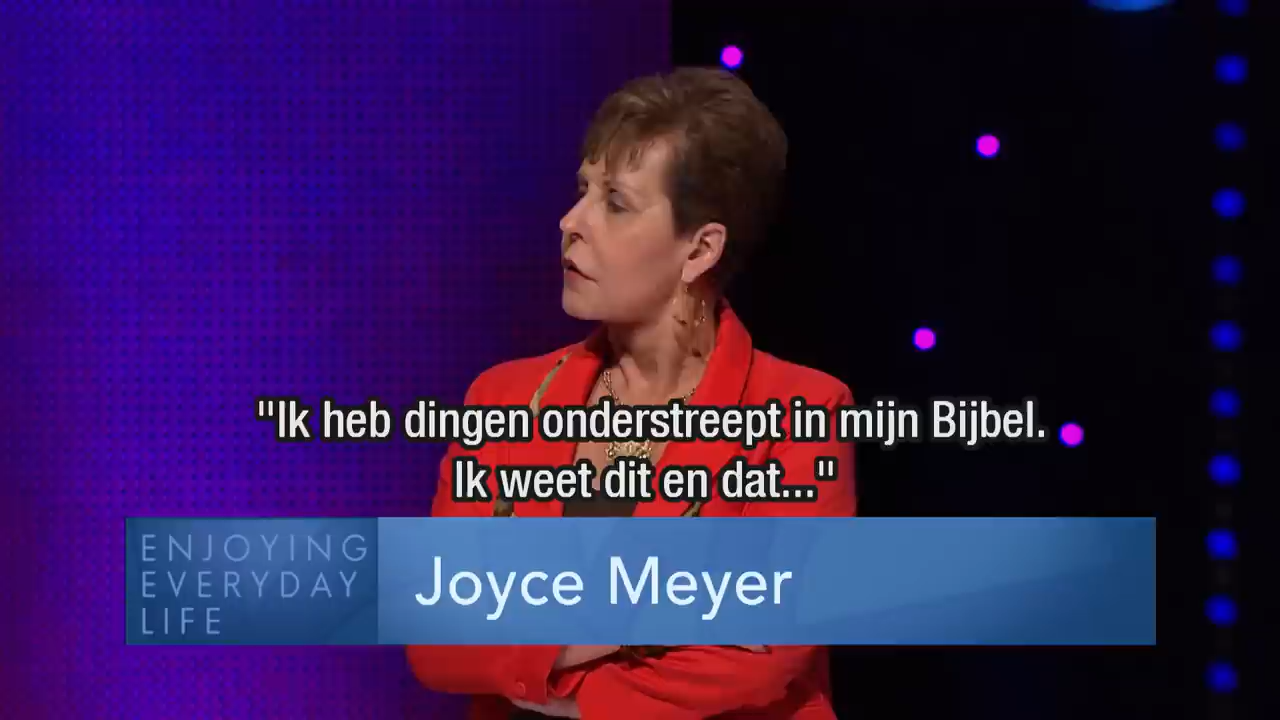 "Ik heb dingen onderstreept in mijn Bijbel.
Ik weet dit en dat..."
ENJOYING
EVERYDAY
LIFE
Joyce Meyer